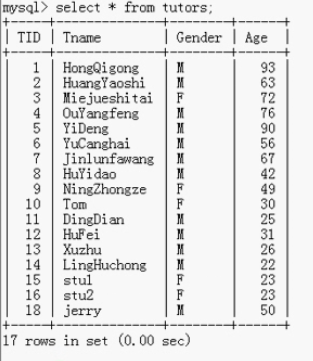 mysql> select * from tutors;
| TID | Tname | Gender | Age |
| 1 | HongQigong | M | 93 |
| 2 | HuangYaoshi | M | 63 |
| 3 | Miejueshitai | F | 72 |
| 4 | OuYangfeng | M | 76 |
| 5 | YiDeng | M | 90 |
| 6 | YuCanghai | M | 56 |
| 7 | Jinlunfawang | M | 67 |
| 8 | HuYidao | M | 42 |
| 9 | NingZhongze | F | 49 |
| 10 | Tom | F | 30 |
| 11 | DingDian | M | 25 |
| 12 | HuFei | M | 31 |
| 13 | Xuzhu | M | 26 |
| 14 | LingHuchong | M | 22 |
| 15 | stu1 | F | 23 |
| 16 | stu2 | F | 23 |
| 18 | jerry | M | 50 |
17 rows in set (0.00 sec)